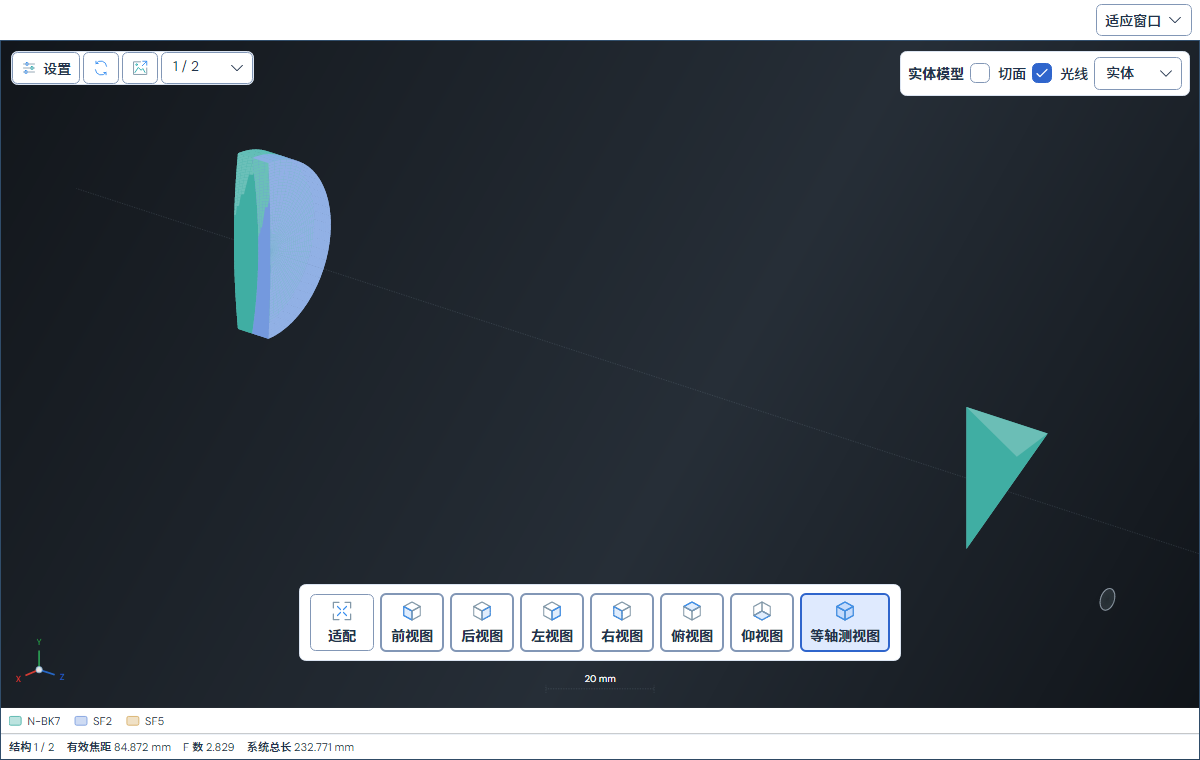 适应窗口
设置
1 / 2
实体模型 切面 光线 实体
适配 前视图 后视图 左视图 右视图 俯视图 仰视图 等轴测视图
Y
X
Z
20 mm
N-BK7 SF2 SF5
结构 1 / 2 有效焦距 84.872 mm F 数 2.829 系统总长 232.771 mm